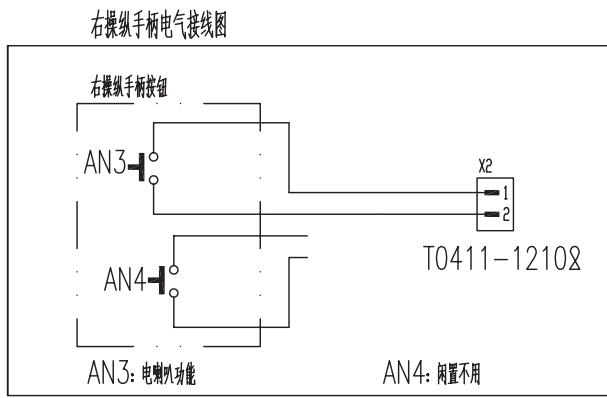 右操纵手柄电气接线图
右操纵手柄按钮
AN3
X2
1
2
T0411-12108
AN4
AN3: 电喇叭功能
AN4: 闲置不用